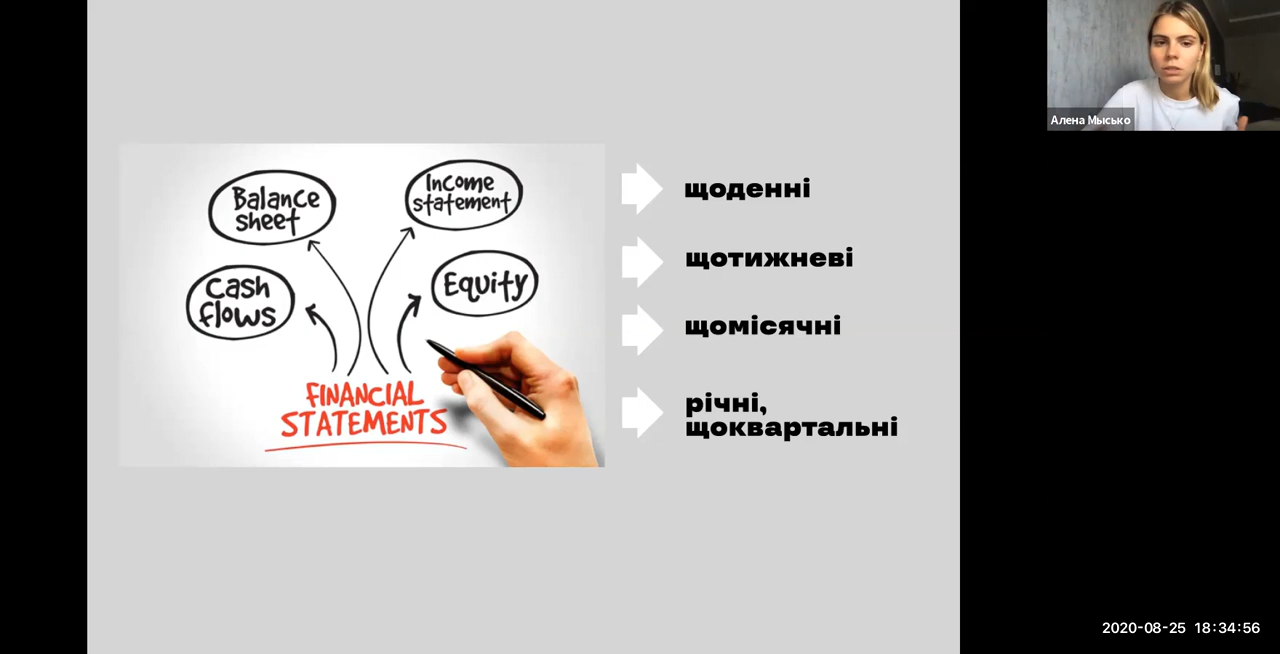 Balance
sheet
Income
statement
Cash
flows
Equity
FINANCIAL
STATEMENTS
щоденні
щотижневі
щомісячні
річні,
щоквартальні
Алена Мысько
2020-08-25 18:34:56